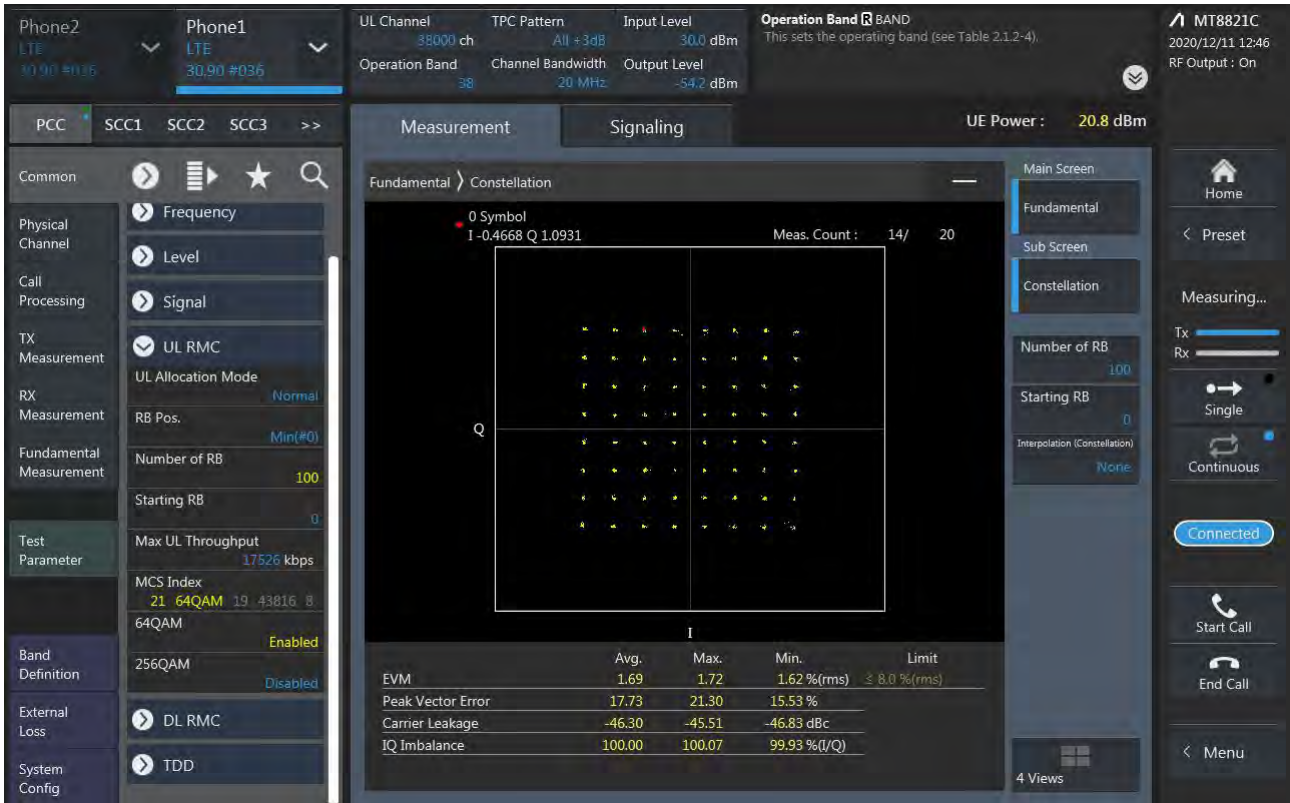 Phone2
LTE
30.90 #036
Phone1
LTE
30.90 #036
UL Channel
38000 ch
TPC Pattern
All +3dB
Input Level
30.0 dBm
Operation Band
38
Channel Bandwidth
20 MHz
Output Level
-54.2 dBm
Operation Band R BAND
This sets the operating band (see Table 2.1.2-4).
MT8821C
2020/12/11 12:46
RF Output : On
PCC SCC1 SCC2 SCC3 >>
Measurement
Signaling
UE Power : 20.8 dBm
Common
Physical
Channel
Call
Processing
TX
Measurement
RX
Measurement
Fundamental
Measurement
Test
Parameter
Band
Definition
External
Loss
System
Config
Frequency
Level
Signal
UL RMC
UL Allocation Mode
Normal
RB Pos.
Min(#0)
Number of RB
100
Starting RB
0
Max UL Throughput
17526 kbps
MCS Index
21 64QAM 19 43816 8
64QAM
Enabled
256QAM
Disabled
DL RMC
TDD
Fundamental 〉 Constellation
0 Symbol
I -0.4668 Q 1.0931
Meas. Count : 14/ 20
Q
I
Avg. Max. Min. Limit
EVM 1.69 1.72 1.62 %(rms) ≤ 8.0 %(rms)
Peak Vector Error 17.73 21.30 15.53 %
Carrier Leakage -46.30 -45.51 -46.83 dBc
IQ Imbalance 100.00 100.07 99.93 %(I/Q)
Main Screen
Fundamental
Sub Screen
Constellation
Number of RB
100
Starting RB
0
Interpolation (Constellation)
None
4 Views
Home
< Preset
Measuring...
Tx
Rx
Single
Continuous
Connected
Start Call
End Call
< Menu